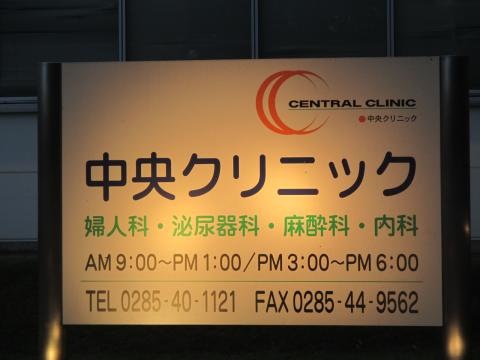 CENTRAL CLINIC
●中央クリニック
中央クリニック
婦人科・泌尿器科・麻酔科・内科
AM 9:00～PM 1:00/PM 3:00～PM 6:00
TEL 0285-40-1121 FAX 0285-44-9562